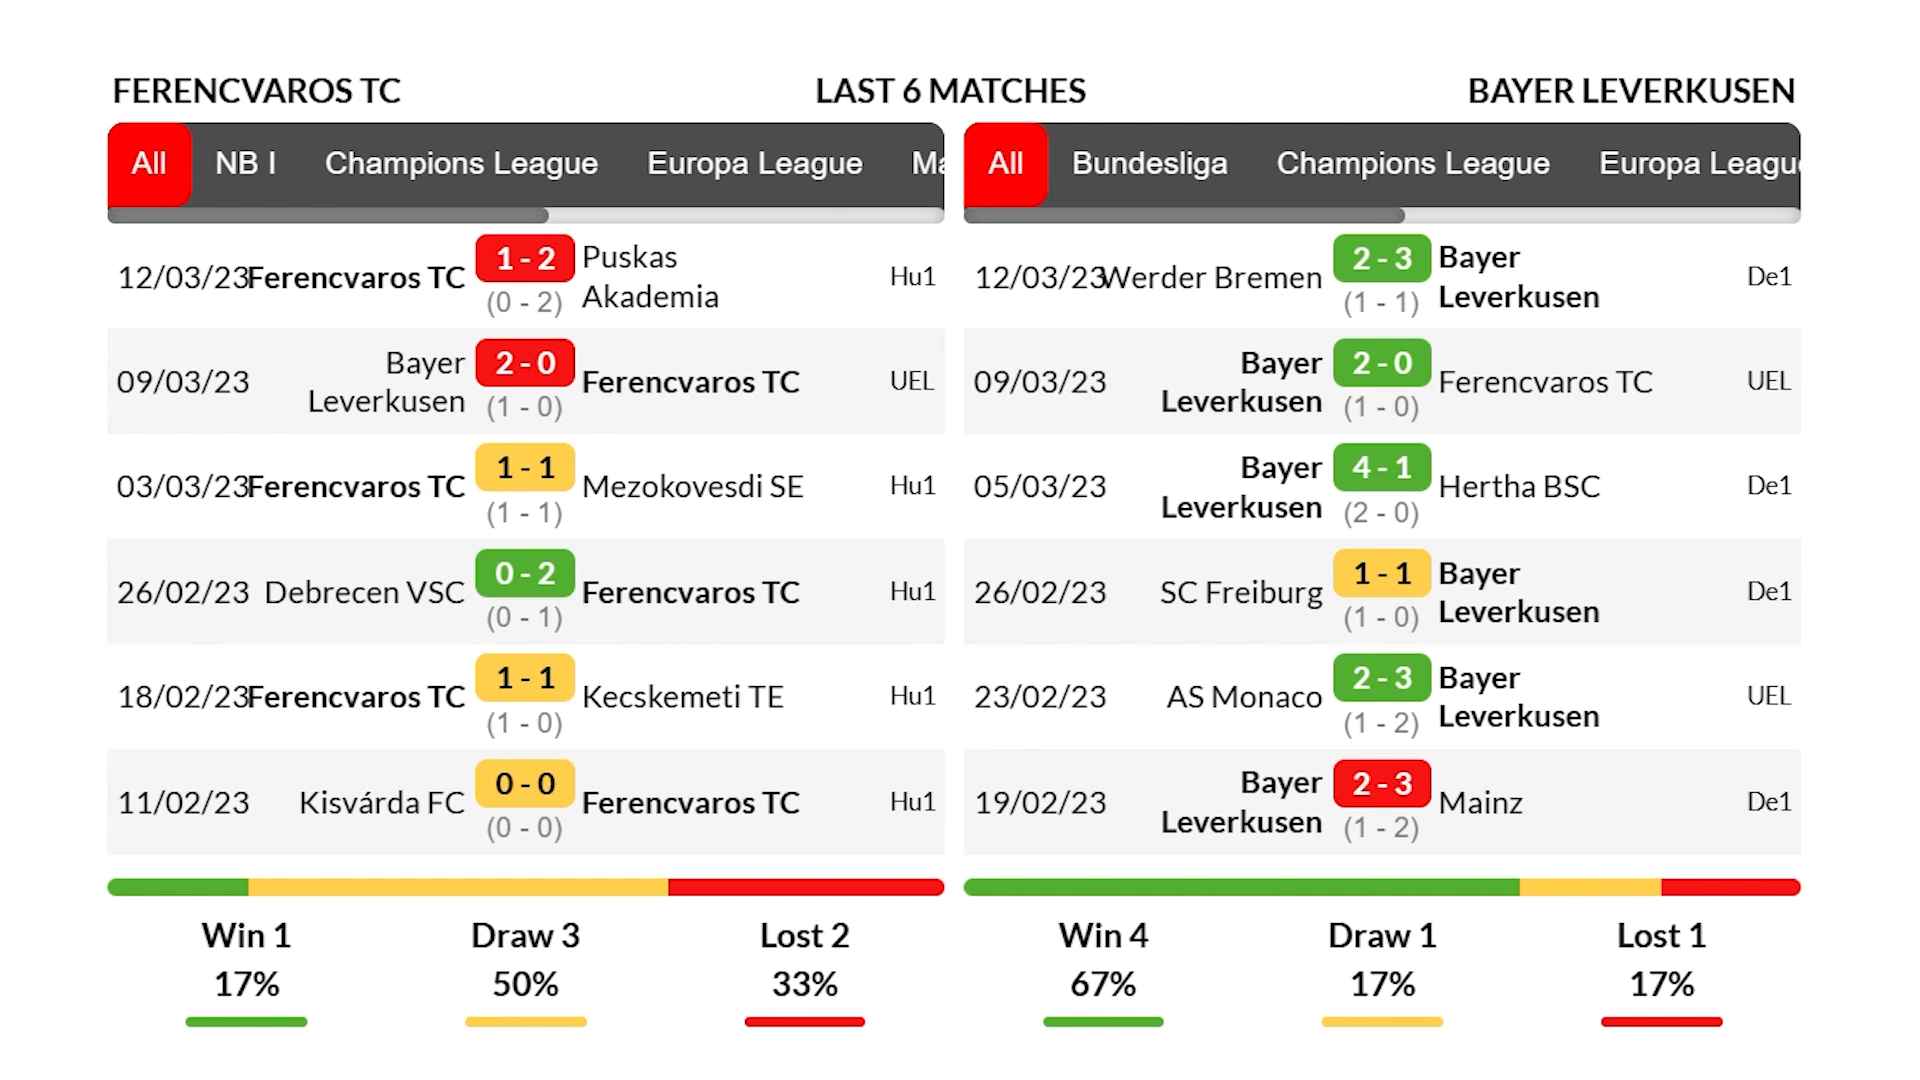 FERENCVAROS TC
LAST 6 MATCHES
BAYER LEVERKUSEN
All NB I Champions League Europa League Ma
12/03/23 Ferencvaros TC 1 - 2 (0 - 2) Puskas Akademia Hu1
09/03/23 Bayer Leverkusen 2 - 0 (1 - 0) Ferencvaros TC UEL
03/03/23 Ferencvaros TC 1 - 1 (1 - 1) Mezokovesdi SE Hu1
26/02/23 Debrecen VSC 0 - 2 (0 - 1) Ferencvaros TC Hu1
18/02/23 Ferencvaros TC 1 - 1 (1 - 0) Kecskemeti TE Hu1
11/02/23 Kisvárda FC 0 - 0 (0 - 0) Ferencvaros TC Hu1
Win 1 Draw 3 Lost 2
17% 50% 33%
All Bundesliga Champions League Europa League
12/03/23 Werder Bremen 2 - 3 (1 - 1) Bayer Leverkusen De1
09/03/23 Bayer Leverkusen 2 - 0 (1 - 0) Ferencvaros TC UEL
05/03/23 Bayer Leverkusen 4 - 1 (2 - 0) Hertha BSC De1
26/02/23 SC Freiburg 1 - 1 (1 - 0) Bayer Leverkusen De1
23/02/23 AS Monaco 2 - 3 (1 - 2) Bayer Leverkusen UEL
19/02/23 Bayer Leverkusen 2 - 3 (1 - 2) Mainz De1
Win 4 Draw 1 Lost 1
67% 17% 17%